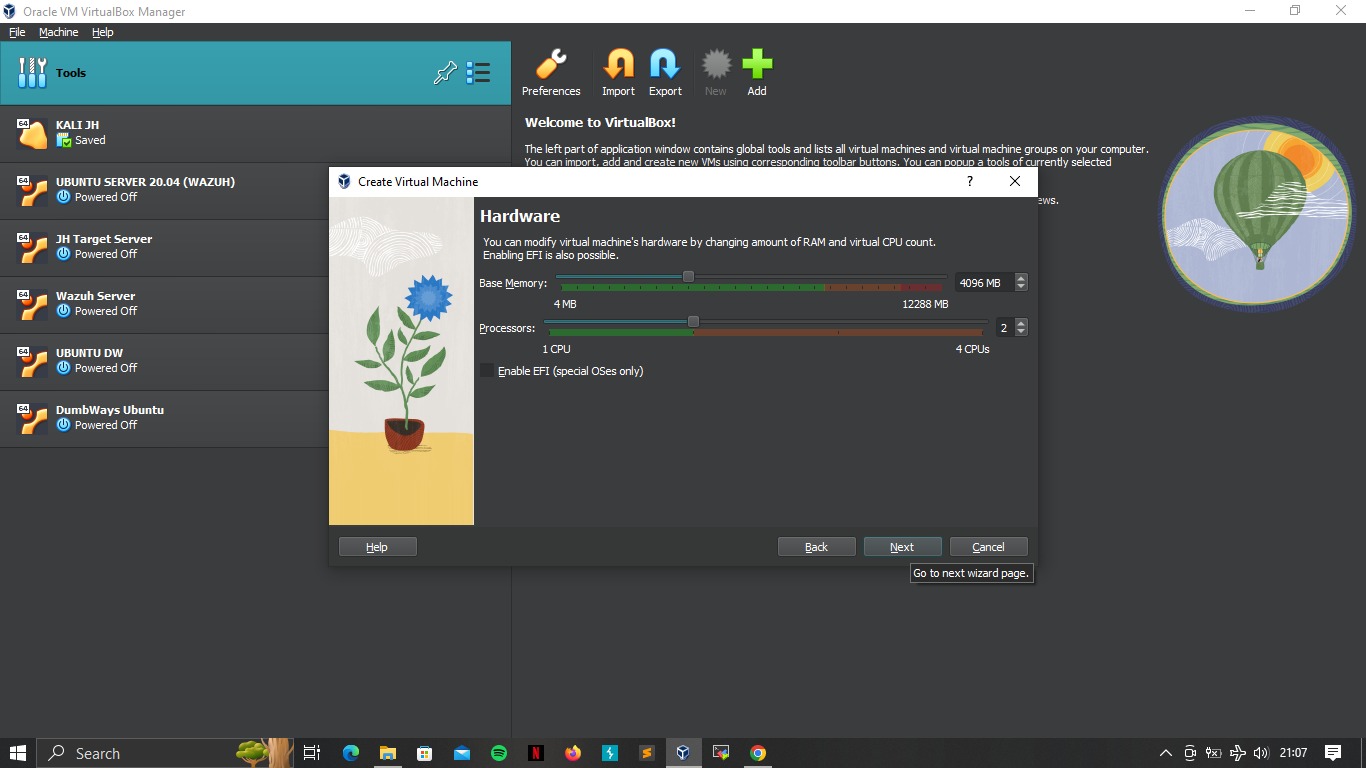 Oracle VM VirtualBox Manager
File Machine Help
Tools
Preferences
Import
Export
New
Add
64
KALI JH
Saved
64
UBUNTU SERVER 20.04 (WAZUH)
Powered Off
64
JH Target Server
Powered Off
64
Wazuh Server
Powered Off
64
UBUNTU DW
Powered Off
64
DumbWays Ubuntu
Powered Off
Welcome to VirtualBox!
The left part of application window contains global tools and lists all virtual machines and virtual machine groups on your computer.
You can import, add and create new VMs using corresponding toolbar buttons. You can popup a tools of currently selected
ews.
Create Virtual Machine
?
Hardware
You can modify virtual machine's hardware by changing amount of RAM and virtual CPU count.
Enabling EFI is also possible.
Base Memory:
4096 MB
4 MB 12288 MB
Processors:
2
1 CPU 4 CPUs
Enable EFI (special OSes only)
Help Back Next Cancel
Go to next wizard page.
Search
21:07